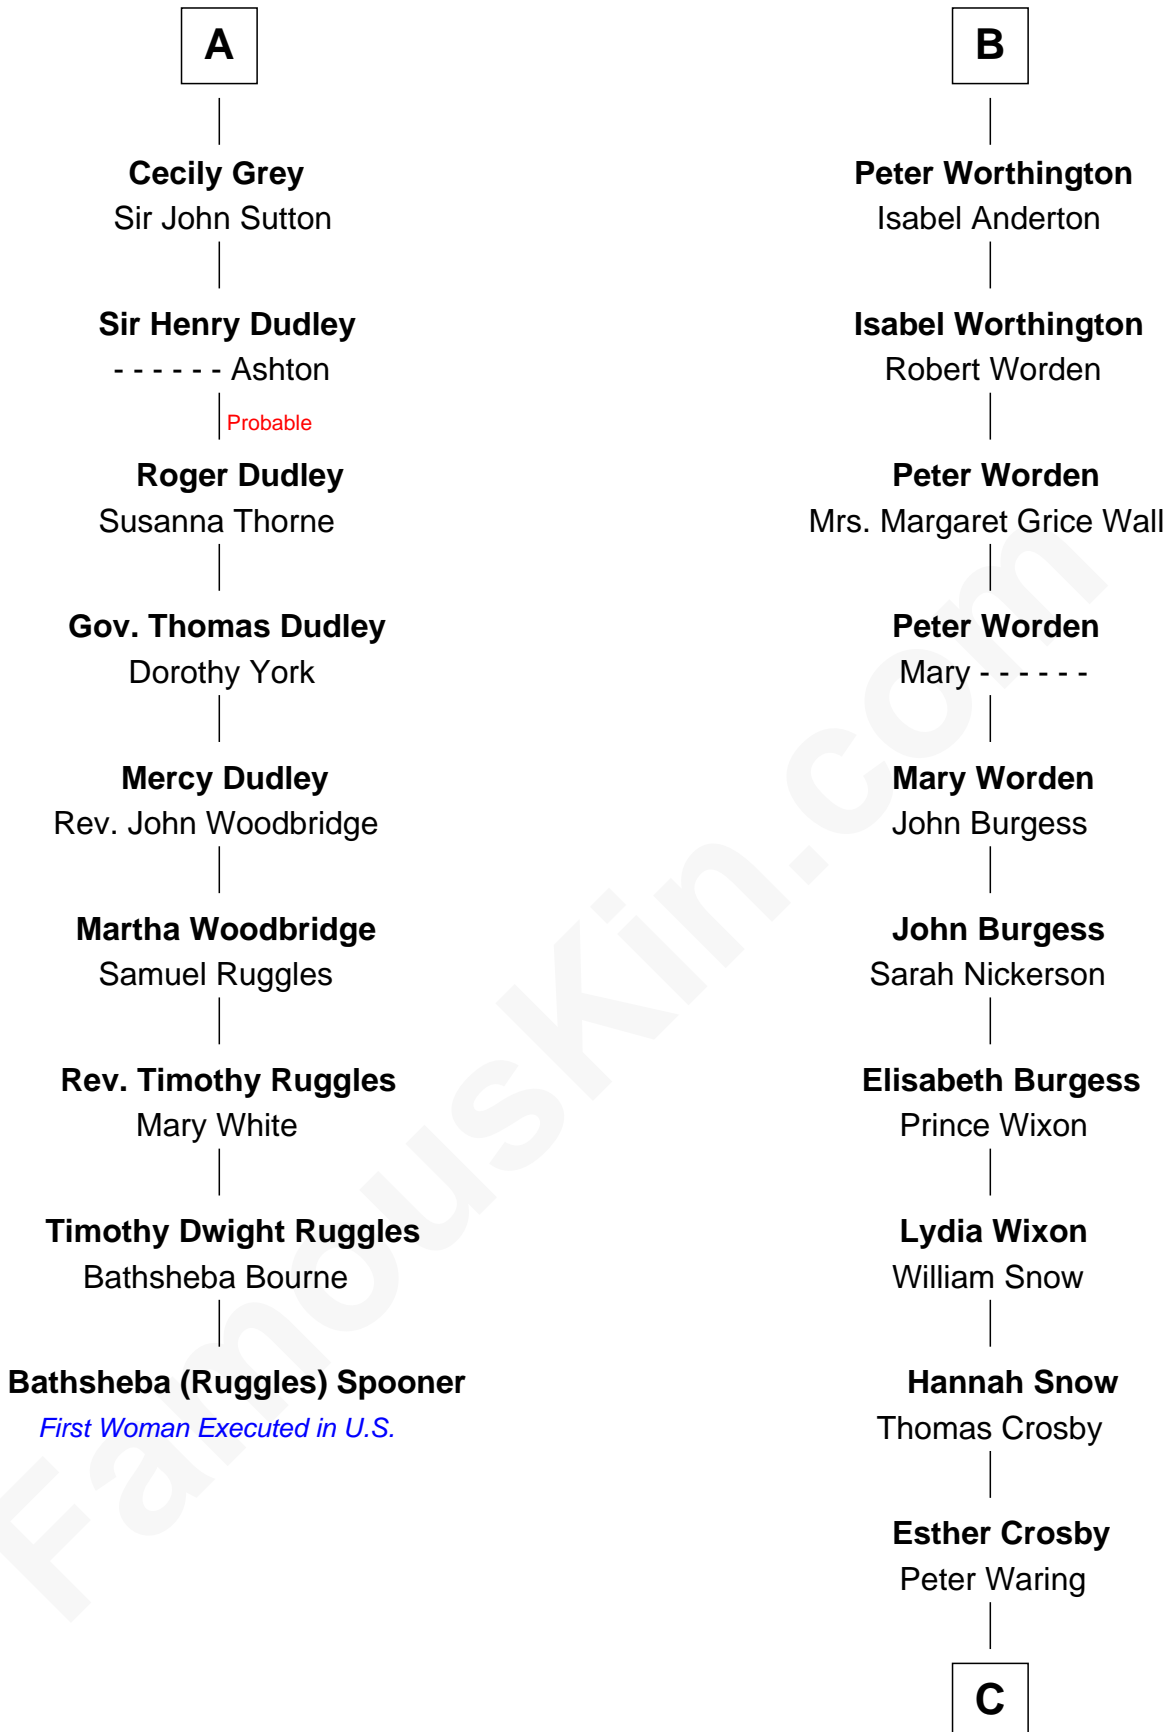 A
Cecily Grey
Sir John Sutton
Sir Henry Dudley
- - - - - - Ashton
Probable
Roger Dudley
Susanna Thorne
Gov. Thomas Dudley
Dorothy York
Mercy Dudley
Rev. John Woodbridge
Martha Woodbridge
Samuel Ruggles
Rev. Timothy Ruggles
Mary White
Timothy Dwight Ruggles
Bathsheba Bourne
Bathsheba (Ruggles) Spooner
First Woman Executed in U.S.
B
Peter Worthington
Isabel Anderton
Isabel Worthington
Robert Worden
Peter Worden
Mrs. Margaret Grice Wall
Peter Worden
Mary - - - - - -
Mary Worden
John Burgess
John Burgess
Sarah Nickerson
Elisabeth Burgess
Prince Wixon
Lydia Wixon
William Snow
Hannah Snow
Thomas Crosby
Esther Crosby
Peter Waring
C
FamousKin.com